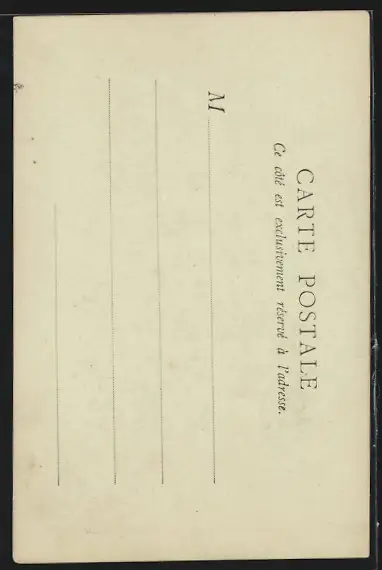 CARTE POSTALE
Ce côté est exclusivement réservé à l'adresse.
M